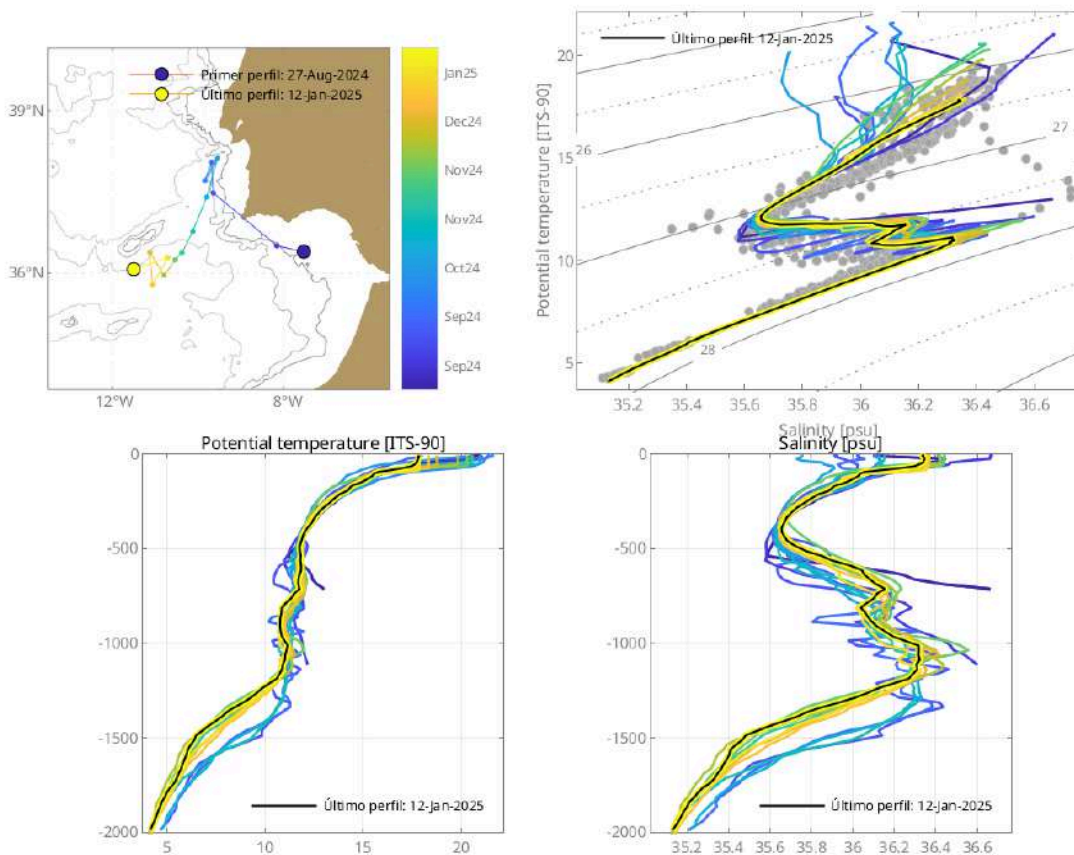 Primer perfil: 27-Aug-2024
Último perfil: 12-Jan-2025
39°N
36°N
12°W
8°W
Jan25
Dec24
Nov24
Nov24
Oct24
Sep24
Sep24
Último perfil: 12-Jan-2025
Potential temperature [ITS-90]
20
15
10
5
26
27
28
35.2
35.4
35.6
35.8
36
36.2
36.4
36.6
Salinity [psu]
Potential temperature [ITS-90]
0
-500
-1000
-1500
-2000
5
10
15
20
Último perfil: 12-Jan-2025
Salinity [psu]
0
-500
-1000
-1500
-2000
35.2
35.4
35.6
35.8
36
36.2
36.4
36.6
Último perfil: 12-Jan-2025